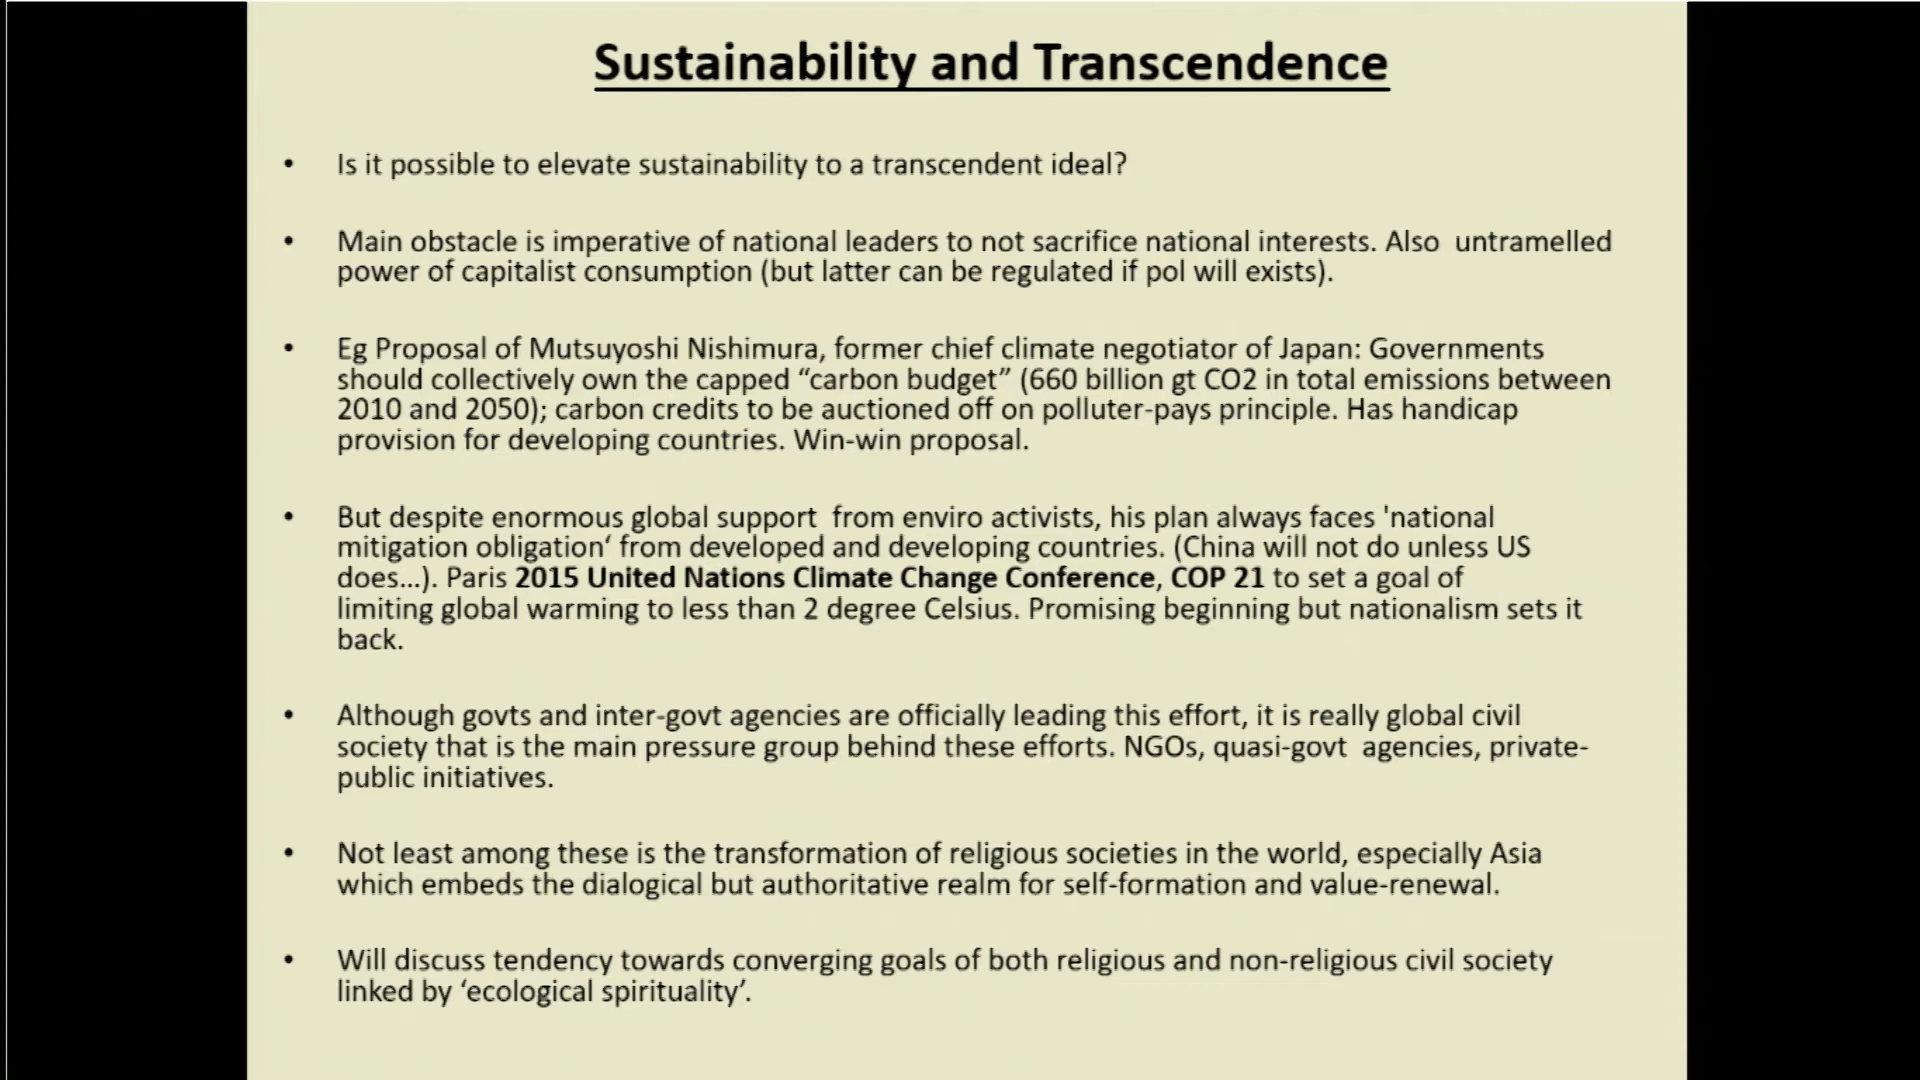 Sustainability and Transcendence
• Is it possible to elevate sustainability to a transcendent ideal?
• Main obstacle is imperative of national leaders to not sacrifice national interests. Also  untramelled
power of capitalist consumption (but latter can be regulated if pol will exists).
• Eg Proposal of Mutsuyoshi Nishimura, former chief climate negotiator of Japan: Governments
should collectively own the capped “carbon budget” (660 billion gt CO2 in total emissions between
2010 and 2050); carbon credits to be auctioned off on polluter-pays principle. Has handicap
provision for developing countries. Win-win proposal.
• But despite enormous global support  from enviro activists, his plan always faces 'national
mitigation obligation‘ from developed and developing countries. (China will not do unless US
does...). Paris 2015 United Nations Climate Change Conference, COP 21 to set a goal of
limiting global warming to less than 2 degree Celsius. Promising beginning but nationalism sets it
back.
• Although govts and inter-govt agencies are officially leading this effort, it is really global civil
society that is the main pressure group behind these efforts. NGOs, quasi-govt  agencies, private-
public initiatives.
• Not least among these is the transformation of religious societies in the world, especially Asia
which embeds the dialogical but authoritative realm for self-formation and value-renewal.
• Will discuss tendency towards converging goals of both religious and non-religious civil society
linked by ‘ecological spirituality’.